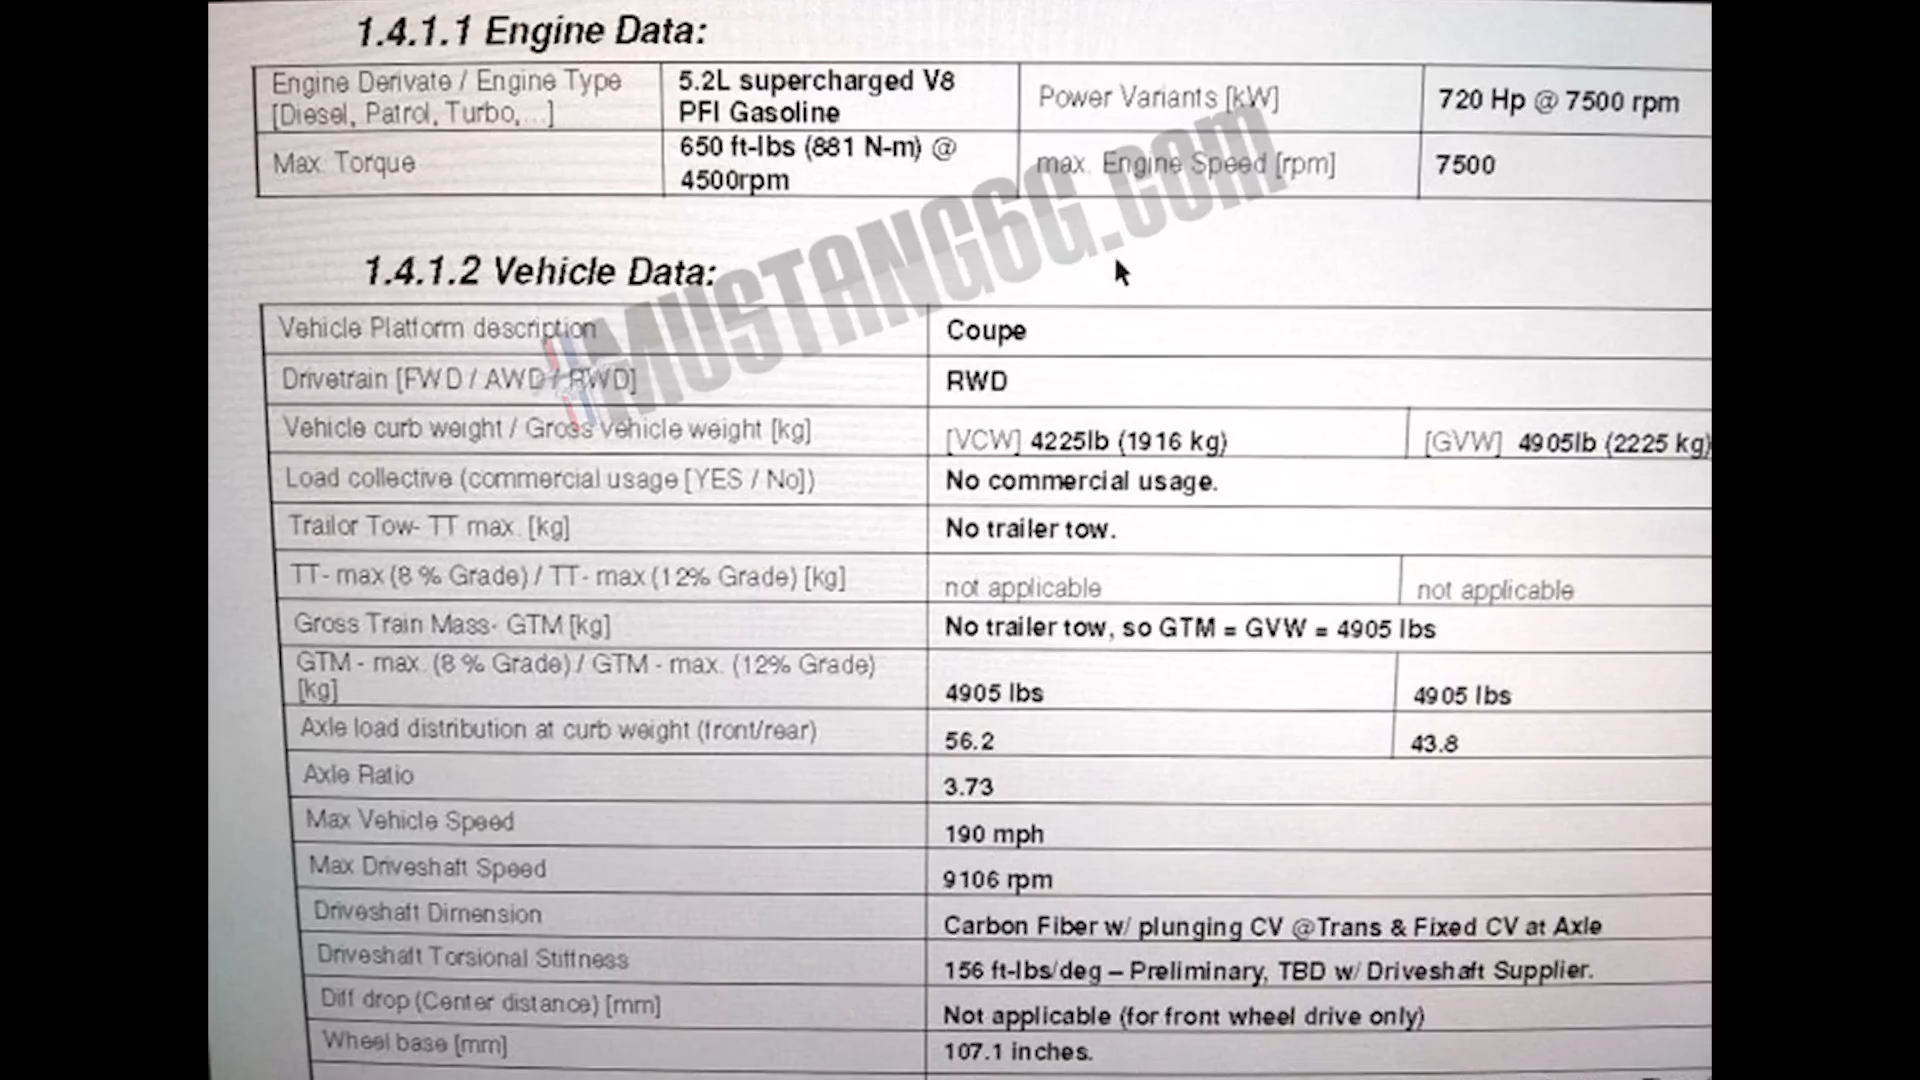 1.4.1.1 Engine Data:
Engine Derivate / Engine Type
[Diesel, Patrol, Turbo,...]
5.2L supercharged V8
PFI Gasoline
Power Variants [kW]
720 Hp @ 7500 rpm
Max. Torque
650 ft-lbs (881 N-m) @
4500rpm
max. Engine Speed [rpm]
7500
MUSTANG6G.com
1.4.1.2 Vehicle Data:
Vehicle Platform description
Coupe
Drivetrain [FWD / AWD / RWD]
RWD
Vehicle curb weight / Gross vehicle weight [kg]
[VCW] 4225lb (1916 kg)
[GVW] 4905lb (2225 kg)
Load collective (commercial usage [YES / No])
No commercial usage.
Trailor Tow- TT max. [kg]
No trailer tow.
TT- max (8 % Grade) / TT- max (12% Grade) [kg]
not applicable
not applicable
Gross Train Mass- GTM [kg]
No trailer tow, so GTM = GVW = 4905 lbs
GTM - max. (8 % Grade) / GTM - max. (12% Grade)
[kg]
4905 lbs
4905 lbs
Axle load distribution at curb weight (front/rear)
56.2
43.8
Axle Ratio
3.73
Max Vehicle Speed
190 mph
Max Driveshaft Speed
9106 rpm
Driveshaft Dimension
Carbon Fiber w/ plunging CV @Trans & Fixed CV at Axle
Driveshaft Torsional Stiffness
156 ft-lbs/deg – Preliminary, TBD w/ Driveshaft Supplier.
Diff drop (Center distance) [mm]
Not applicable (for front wheel drive only)
Wheel base [mm]
107.1 inches.